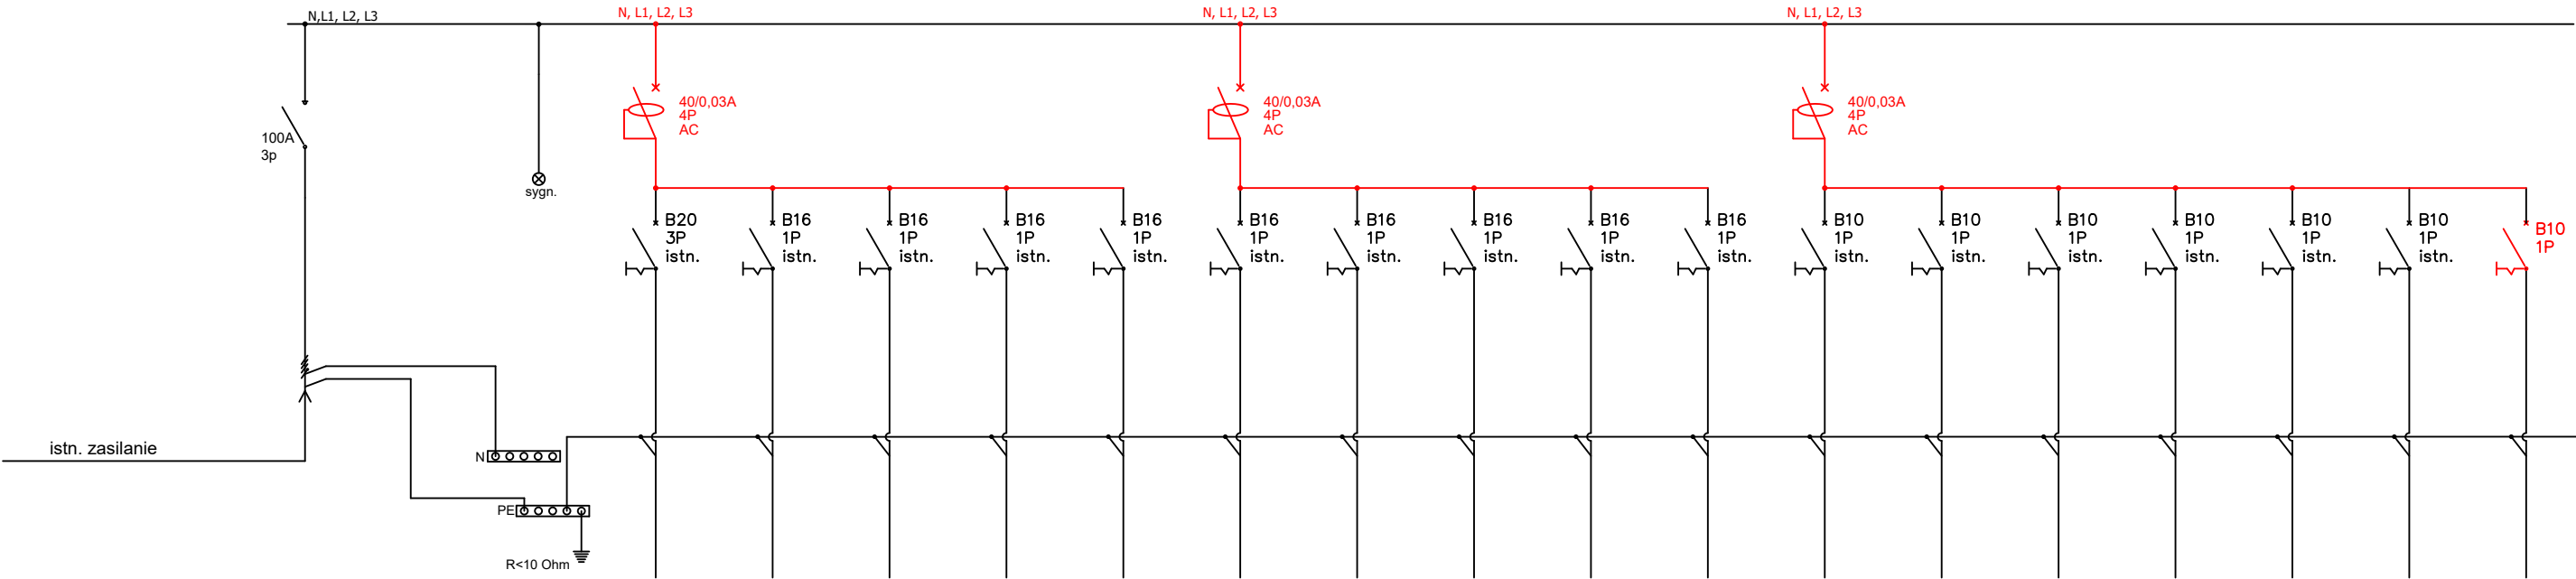 N,L1, L2, L3
N, L1, L2, L3
N, L1, L2, L3
N, L1, L2, L3
100A
3p
sygn.
40/0,03A
4P
AC
40/0,03A
4P
AC
40/0,03A
4P
AC
B20
3P
istn.
B16
1P
istn.
B16
1P
istn.
B16
1P
istn.
B16
1P
istn.
B16
1P
istn.
B16
1P
istn.
B16
1P
istn.
B16
1P
istn.
B16
1P
istn.
B10
1P
istn.
B10
1P
istn.
B10
1P
istn.
B10
1P
istn.
B10
1P
istn.
B10
1P
istn.
B10
1P
istn. zasilanie
N
PE
R<10 Ohm